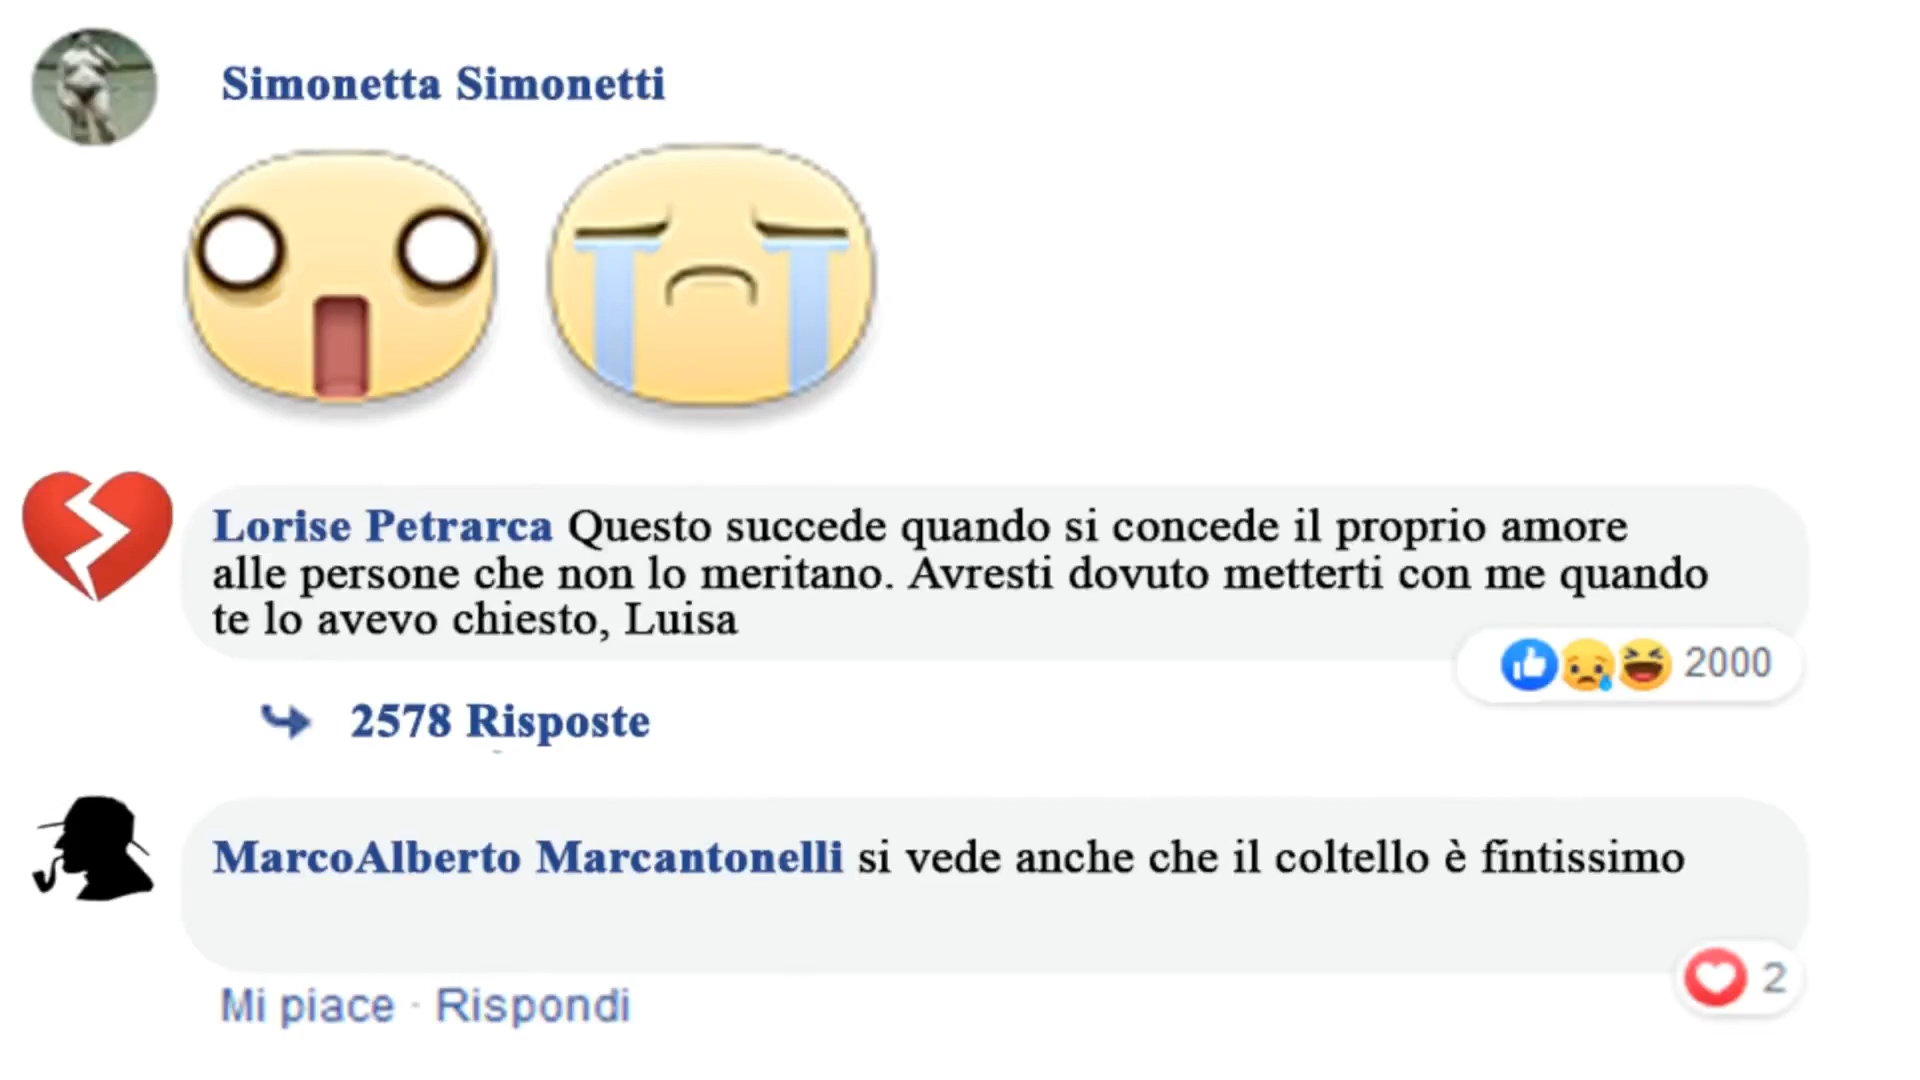 Simonetta Simonetti
Lorise Petrarca Questo succede quando si concede il proprio amore
alle persone che non lo meritano. Avresti dovuto metterti con me quando
te lo avevo chiesto, Luisa
2000
2578 Risposte
MarcoAlberto Marcantonelli si vede anche che il coltello è fintissimo
2
Mi piace · Rispondi